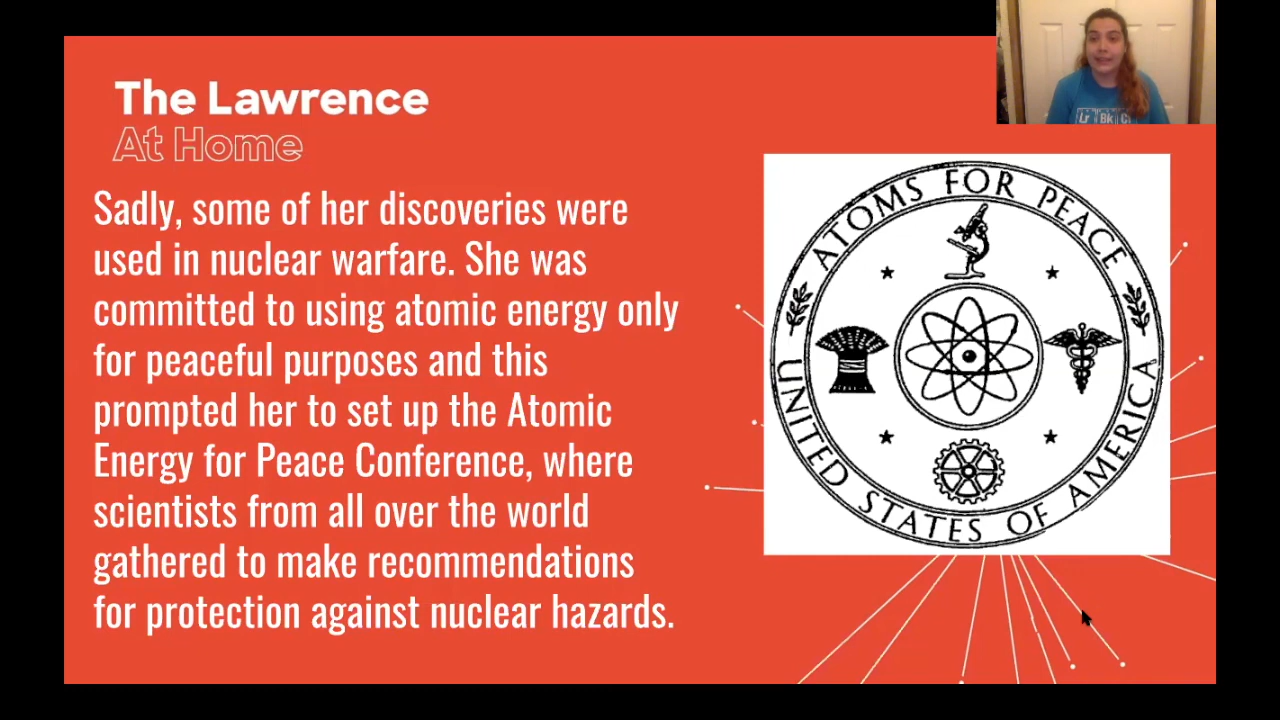 The Lawrence
At Home
Sadly, some of her discoveries were
used in nuclear warfare. She was
committed to using atomic energy only
for peaceful purposes and this
prompted her to set up the Atomic
Energy for Peace Conference, where
scientists from all over the world
gathered to make recommendations
for protection against nuclear hazards.
ATOMS FOR PEACE
UNITED STATES OF AMERICA
Lr Bk